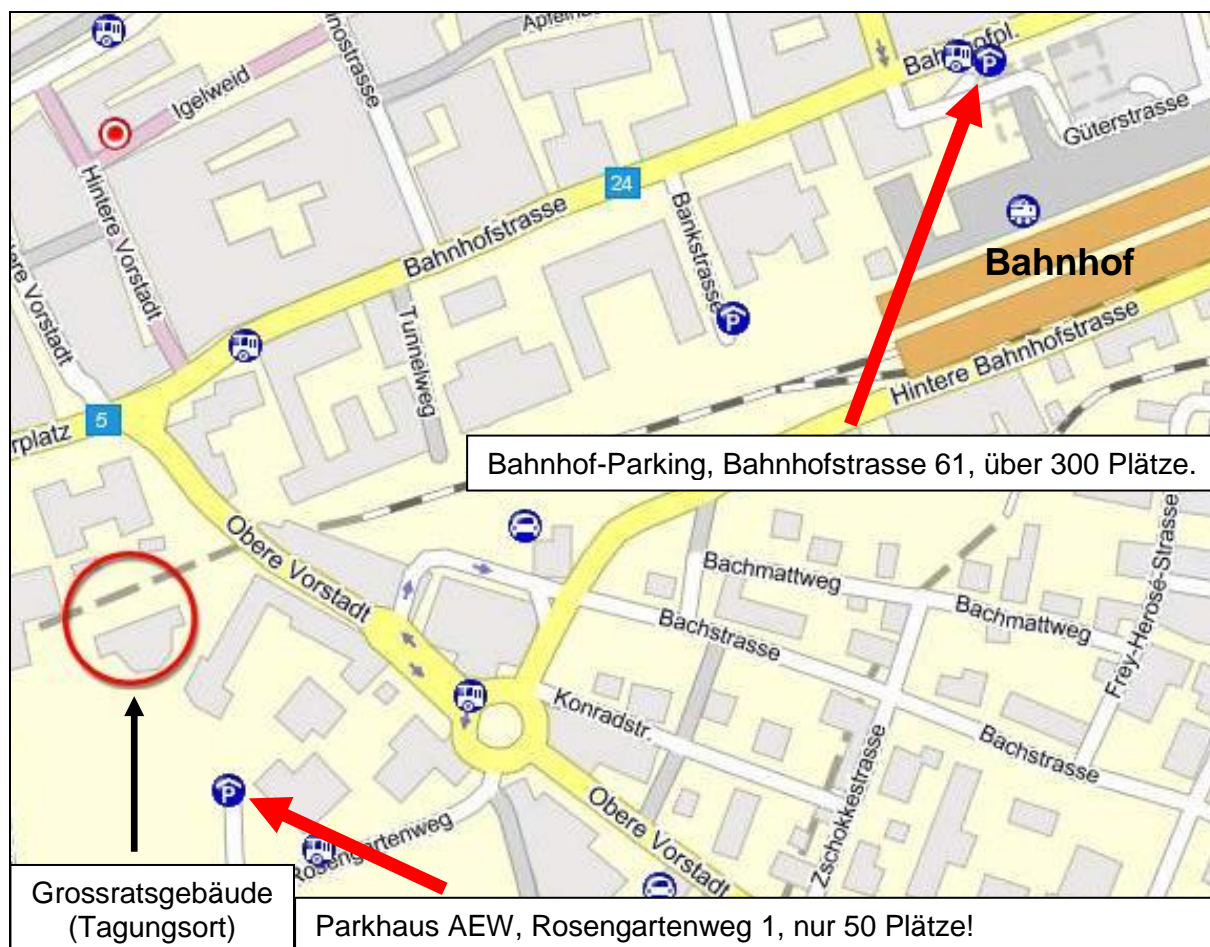 Apfelha
Bahnhofpl.
Igelweid
Güterstrasse
24
Hintere Vorstadt
Bahnhofstrasse
Bankstrasse
Bahnhof
Vorstadt
Tunnelweg
Hintere Bahnhofstrasse
5
rplatz
Bahnhof-Parking, Bahnhofstrasse 61, über 300 Plätze.
Obere Vorstadt
Bachmattweg
Bachmattweg
Frey-Herosé-Strasse
Bachstrasse
Konradstr.
Bachstrasse
Zschokkestrasse
Obere Vorstadt
Rosengartenweg
Grossratsgebäude
(Tagungsort)
Parkhaus AEW, Rosengartenweg 1, nur 50 Plätze!